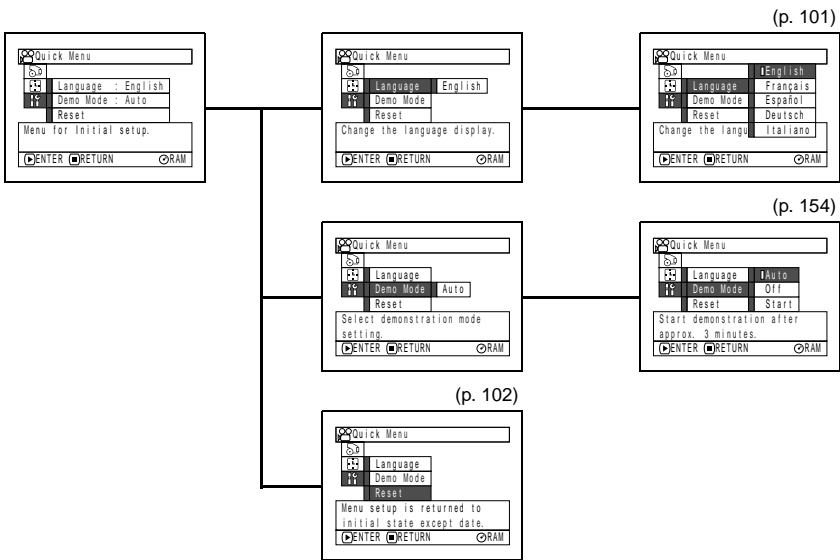 (p. 101)
Quick Menu
Language : English
Demo Mode : Auto
Reset
Menu for Initial setup.
ENTER RETURN RAM
Quick Menu
Language English
Demo Mode
Reset
Change the language display.
ENTER RETURN RAM
Quick Menu
English
Language Français
Demo Mode Español
Reset Deutsch
Change the langu Italiano
ENTER RETURN RAM
(p. 154)
Quick Menu
Language
Demo Mode Auto
Reset
Select demonstration mode
setting.
ENTER RETURN RAM
Quick Menu
Language Auto
Demo Mode Off
Reset Start
Start demonstration after
approx. 3 minutes.
ENTER RETURN RAM
(p. 102)
Quick Menu
Language
Demo Mode
Reset
Menu setup is returned to
initial state except date.
ENTER RETURN RAM